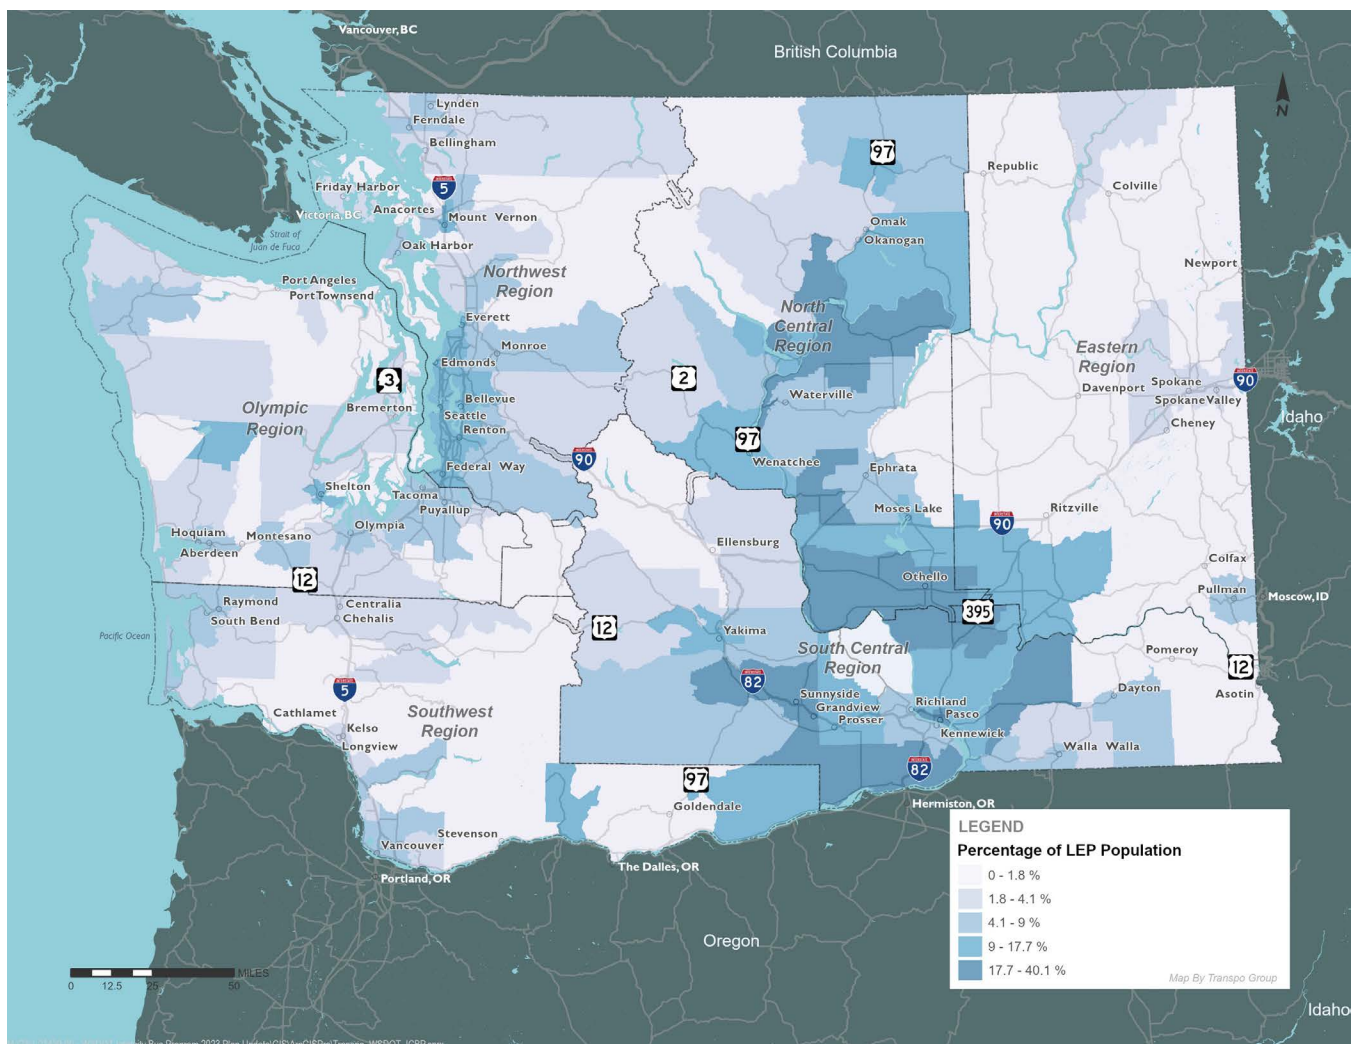 Vancouver, BC
British Columbia
N
Lynden
Ferndale
Bellingham
97
Republic
Colville
Friday Harbor
5
Victoria, BC
Anacortes
Mount Vernon
Strait of
Juan de Fuca
Oak Harbor
Omak
Okanogan
Newport
Port Angeles
Port Townsend
Northwest
Region
North
Central
Region
Everett
Monroe
Edmonds
Eastern
Region
3
2
Bellevue
Bremerton
Seattle
Renton
Waterville
Davenport
Spokane
Spokane Valley
90
Cheney
Idaho
Olympic
Region
97
Wenatchee
90
Federal Way
Ephrata
Shelton
Tacoma
Puyallup
Olympia
Moses Lake
90
Ritzville
Hoquiam
Aberdeen
Montesano
Ellensburg
Colfax
12
Othello
Pullman
Moscow, ID
Raymond
South Bend
Centralia
Chehalis
395
Pacific Ocean
12
Yakima
South Central
Region
Pomeroy
12
Asotin
5
82
Sunnyside
Grandview
Prosser
Richland
Pasco
Kennewick
Dayton
Cathlamet
Kelso
Longview
Southwest
Region
Walla Walla
97
82
Goldendale
Hermiston, OR
Stevenson
Vancouver
Portland, OR
The Dalles, OR
LEGEND
Percentage of LEP Population
0 - 1.8 %
1.8 - 4.1 %
4.1 - 9 %
9 - 17.7 %
17.7 - 40.1 %
Map By Transpo Group
Oregon
MILES
0 12.5 25 50
Idaho